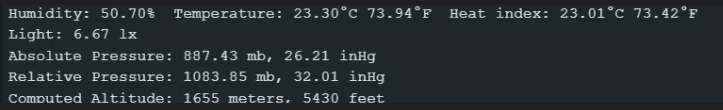 Humidity: 50.70%  Temperature: 23.30°C 73.94°F  Heat index: 23.01°C 73.42°F
Light: 6.67 lx
Absolute Pressure: 887.43 mb, 26.21 inHg
Relative Pressure: 1083.85 mb, 32.01 inHg
Computed Altitude: 1655 meters, 5430 feet